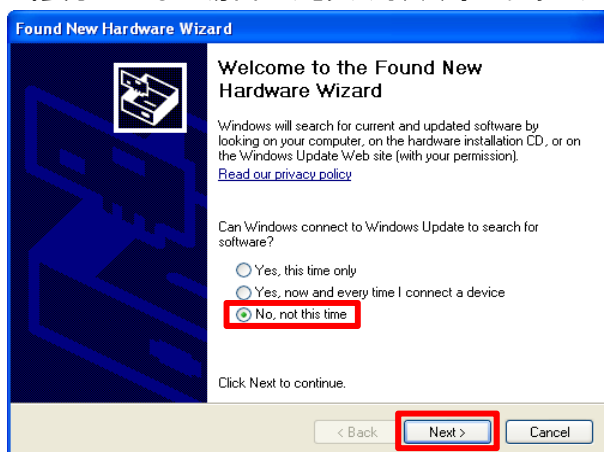 Found New Hardware Wizard
Welcome to the Found New
Hardware Wizard
Windows will search for current and updated software by
looking on your computer, on the hardware installation CD, or on
the Windows Update Web site (with your permission).
Read our privacy policy
Can Windows connect to Windows Update to search for
software?
Yes, this time only
Yes, now and every time I connect a device
No, not this time
Click Next to continue.
< Back
Next >
Cancel